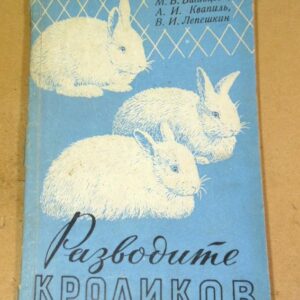 М. В.
А. И. Квапиль,
В. И. Лепешкин
Разводите
КРОЛИКОВ